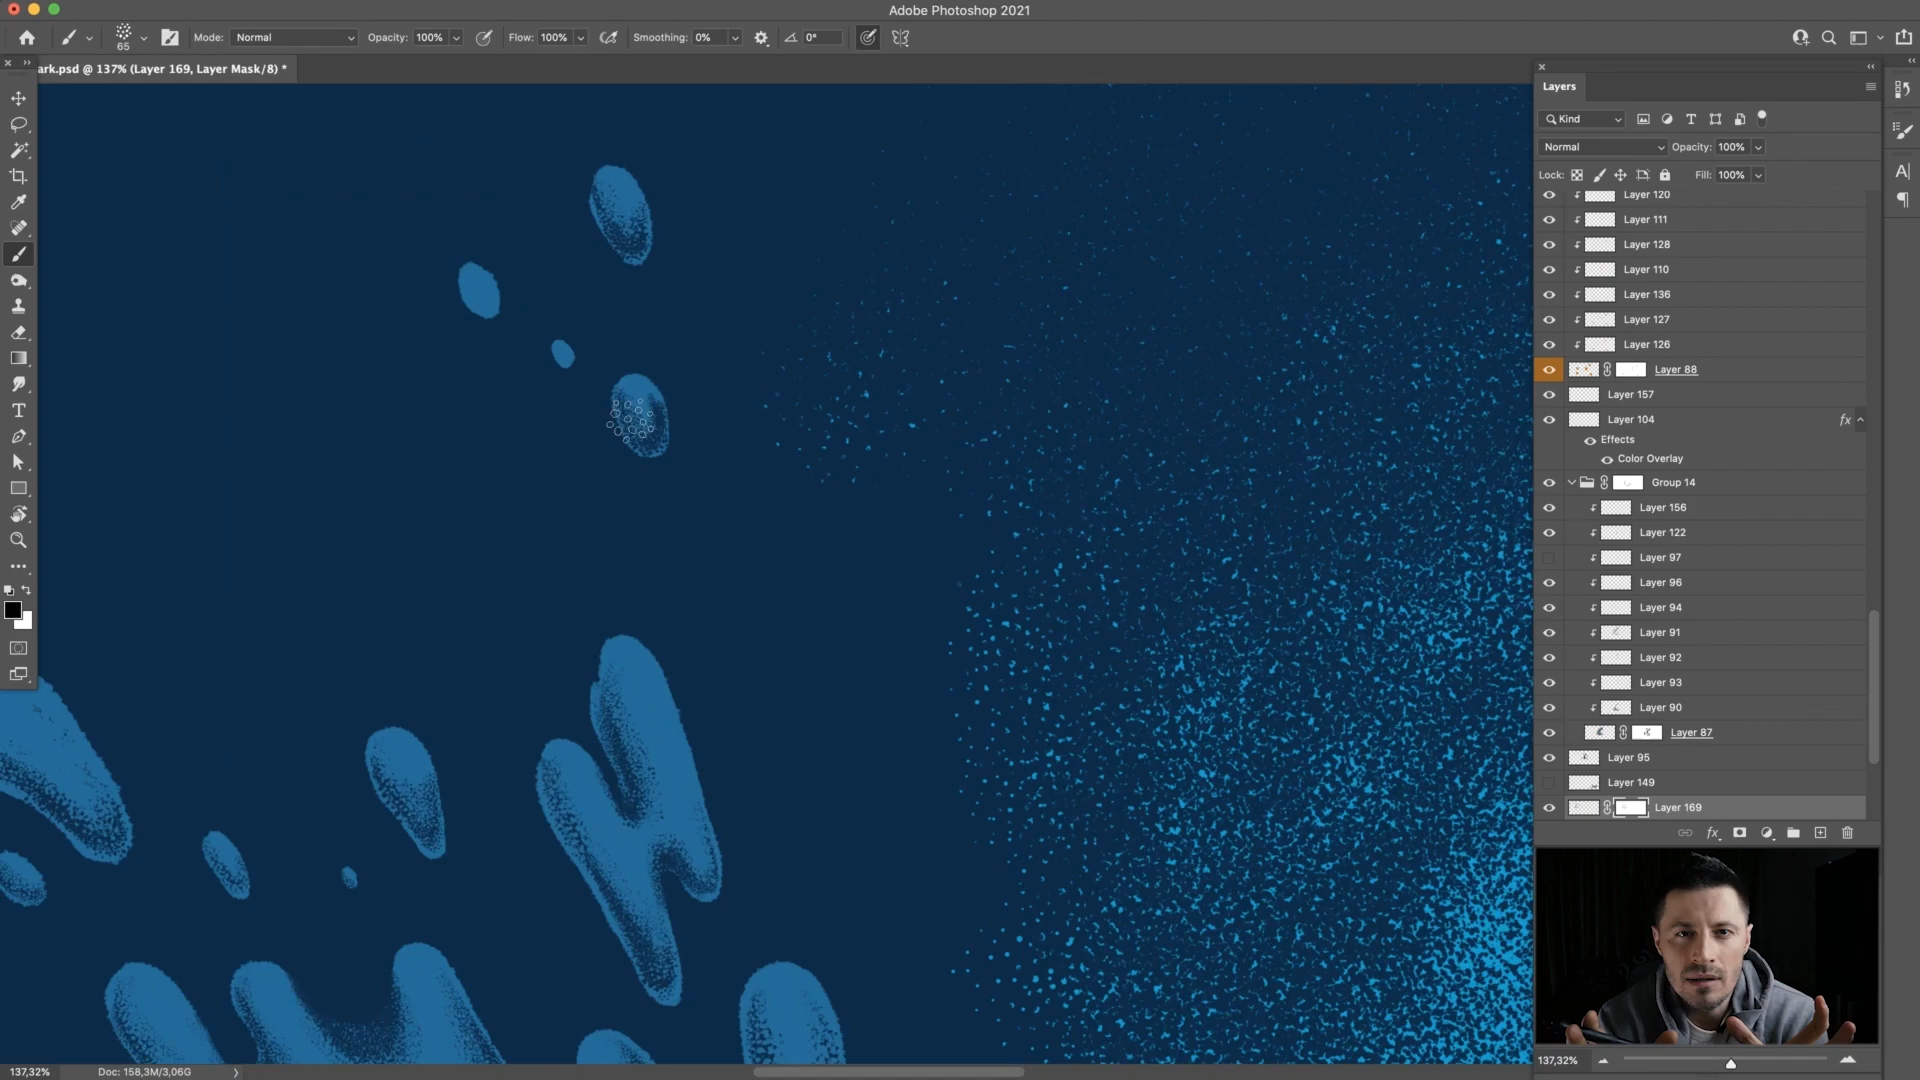 Adobe Photoshop 2021
65
Mode:
Normal
Opacity:
100%
Flow:
100%
Smoothing:
0%
0°
ark.psd @ 137% (Layer 169, Layer Mask/8) *
Layers
Kind
Normal
Opacity:
100%
Lock:
Fill:
100%
Layer 120
Layer 111
Layer 128
Layer 110
Layer 136
Layer 127
Layer 126
Layer 88
Layer 157
Layer 104
fx
Effects
Color Overlay
Group 14
Layer 156
Layer 122
Layer 97
Layer 96
Layer 94
Layer 91
Layer 92
Layer 93
Layer 90
Layer 87
Layer 95
Layer 149
Layer 169
fx
137,32%
137,32%
Doc: 158,3M/3,06G